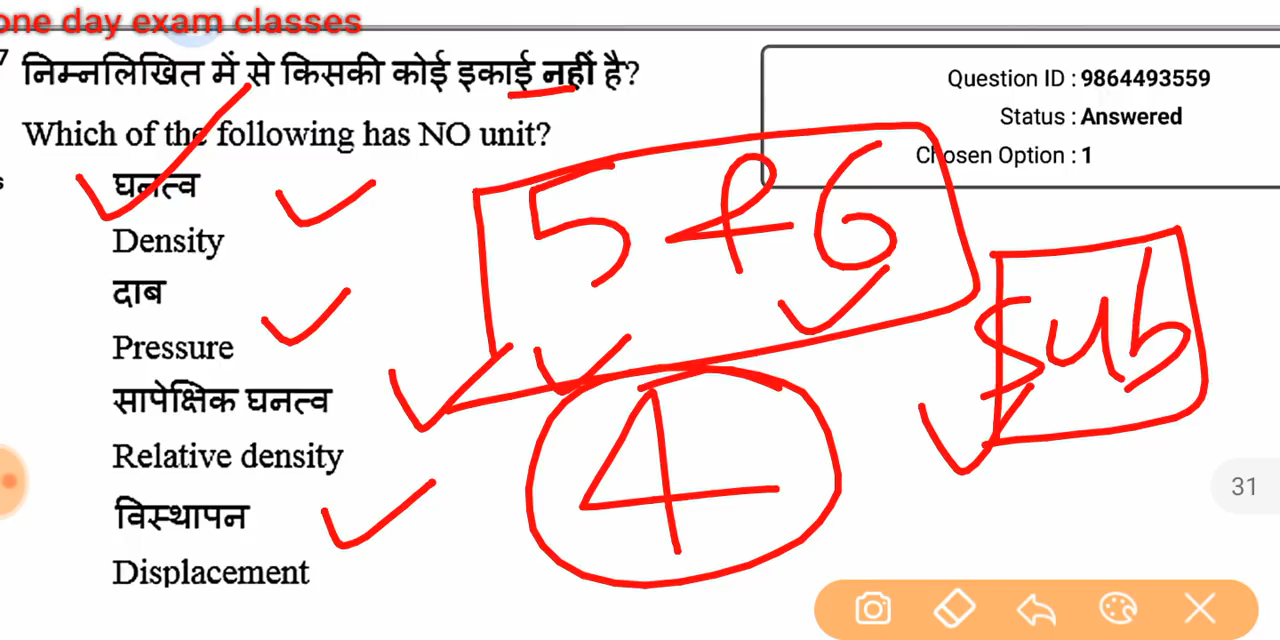 one day exam classes
7 निम्नलिखित में से किसकी कोई इकाई नहीं है?
Which of the following has NO unit?
घनत्व
Density
दाब
Pressure
सापेक्षिक घनत्व
Relative density
विस्थापन
Displacement
Question ID : 9864493559
Status : Answered
Chosen Option : 1
5 f 6
4
Sub
31